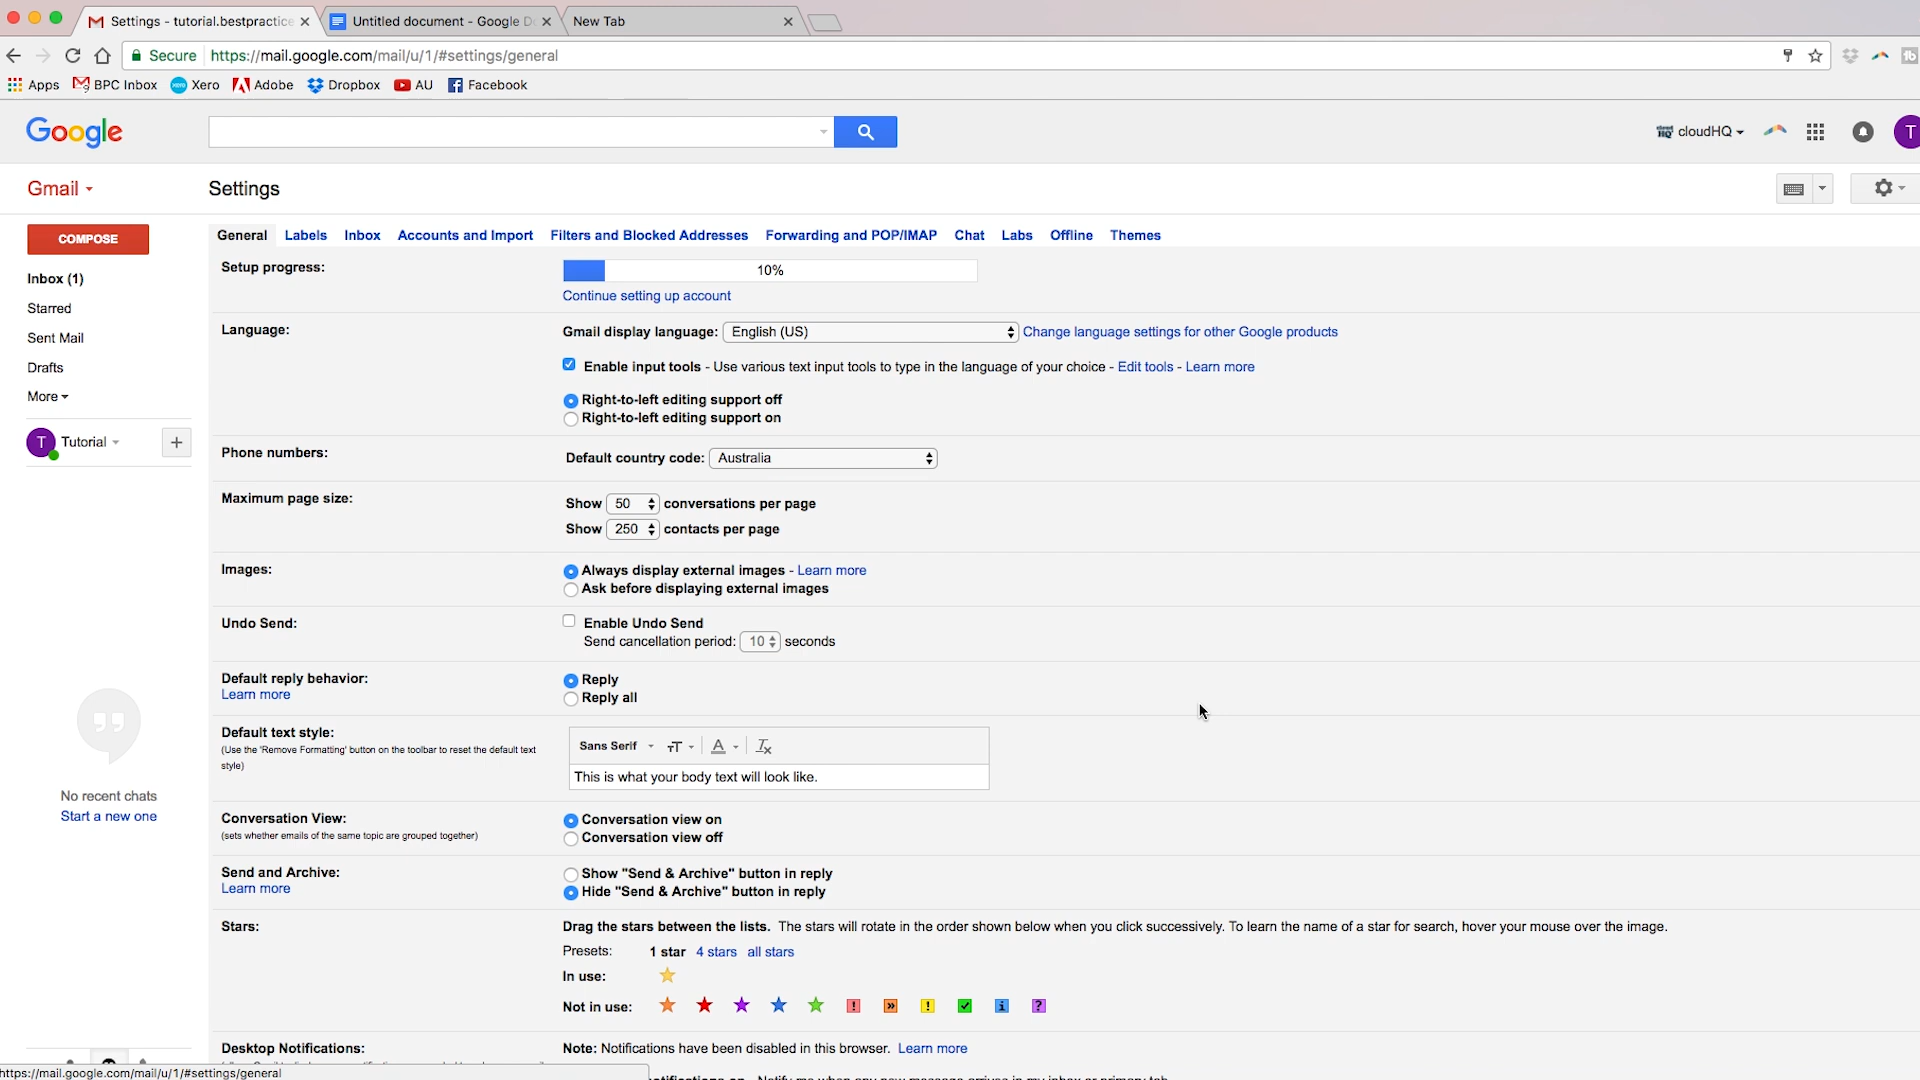 Settings - tutorial.bestpractice
Untitled document - Google D
New Tab
Secure https://mail.google.com/mail/u/1/#settings/general
Apps BPC Inbox Xero Adobe Dropbox AU Facebook
Google
cloudHQ
T
Gmail
Settings
COMPOSE
General Labels Inbox Accounts and Import Filters and Blocked Addresses Forwarding and POP/IMAP Chat Labs Offline Themes
Inbox (1)
Starred
Sent Mail
Drafts
More
T Tutorial
+
No recent chats
Start a new one
Setup progress:
10%
Continue setting up account
Language:
Gmail display language: English (US) Change language settings for other Google products
Enable input tools - Use various text input tools to type in the language of your choice - Edit tools - Learn more
Right-to-left editing support off
Right-to-left editing support on
Phone numbers:
Default country code: Australia
Maximum page size:
Show 50 conversations per page
Show 250 contacts per page
Images:
Always display external images - Learn more
Ask before displaying external images
Undo Send:
Enable Undo Send
Send cancellation period: 10 seconds
Default reply behavior:
Learn more
Reply
Reply all
Default text style:
(Use the 'Remove Formatting' button on the toolbar to reset the default text
style)
Sans Serif
This is what your body text will look like.
Conversation View:
(sets whether emails of the same topic are grouped together)
Conversation view on
Conversation view off
Send and Archive:
Learn more
Show "Send & Archive" button in reply
Hide "Send & Archive" button in reply
Stars:
Drag the stars between the lists. The stars will rotate in the order shown below when you click successively. To learn the name of a star for search, hover your mouse over the image.
Presets: 1 star 4 stars all stars
In use:
Not in use:
Desktop Notifications:
Note: Notifications have been disabled in this browser. Learn more
https://mail.google.com/mail/u/1/#settings/general